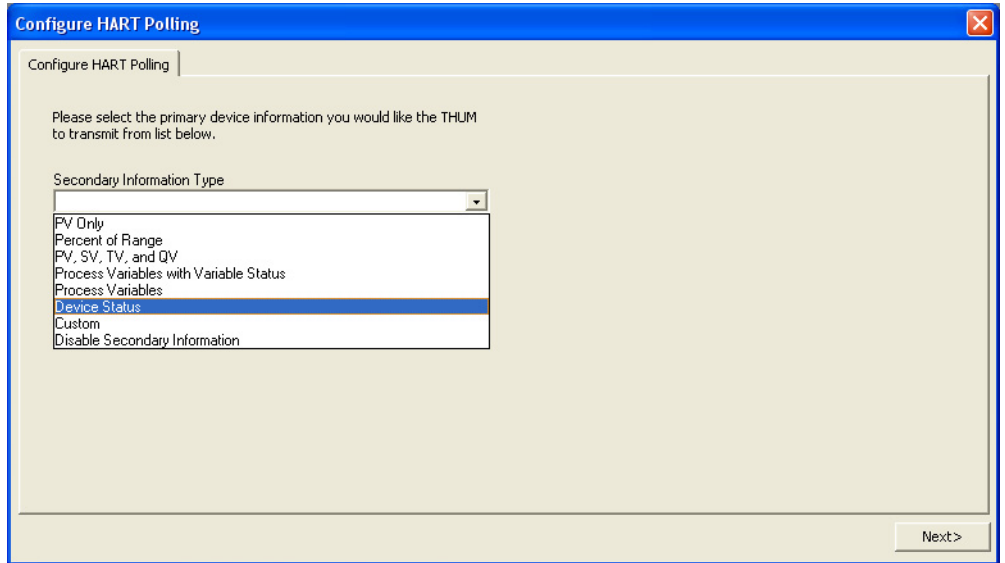 Configure HART Polling
Configure HART Polling
Please select the primary device information you would like the THUM
to transmit from list below.
Secondary Information Type
PV Only
Percent of Range
PV, SV, TV, and QV
Process Variables with Variable Status
Process Variables
Device Status
Custom
Disable Secondary Information
Next>